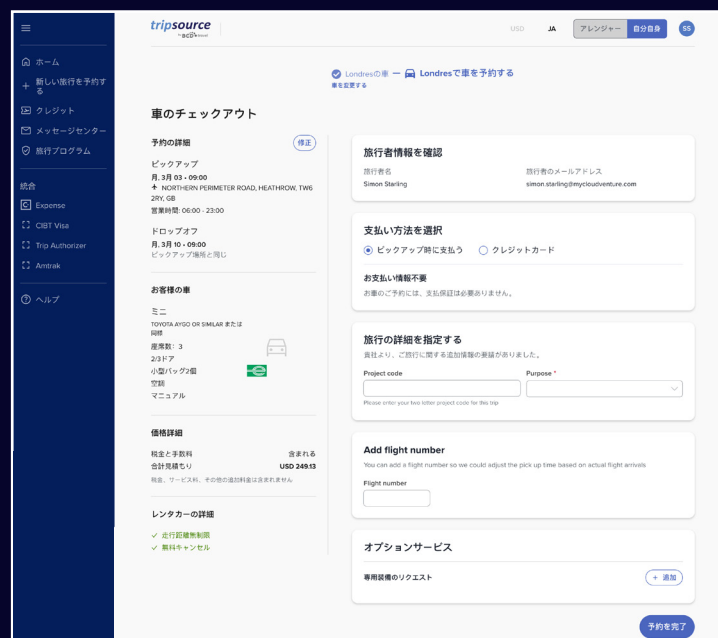 tripsource
BCD travel
USD
JA
アレンジャー
自分自身
SS
ホーム
新しい旅行を予約す
る
クレジット
メッセージセンター
旅行プログラム
統合
Expense
CIBT Visa
Trip Authorizer
Amtrak
ヘルプ
Londresの車
Londresで車を予約する
車を変更する
車のチェックアウト
予約の詳細
修正
ピックアップ
月, 3月 03 • 09:00
NORTHERN PERIMETER ROAD, HEATHROW, TW6
2RY, GB
営業時間: 06:00 - 23:00
ドロップオフ
月, 3月 10 • 09:00
ピックアップ場所と同じ
お客様の車
ミニ
TOYOTA AYGO OR SIMILAR または
同様
座席数: 3
2/3ドア
小型バッグ2個
空調
マニュアル
価格詳細
税金と手数料
含まれる
合計見積もり
USD 249.13
税金、サービス料、その他の追加料金は含まれません
レンタカーの詳細
走行距離無制限
無料キャンセル
旅行者情報を確認
旅行者名
旅行者のメールアドレス
Simon Starling
simon.starling@mycloudventure.com
支払い方法を選択
ピックアップ時に支払う
クレジットカード
お支払い情報不要
お車のご予約には、支払保証は必要ありません。
旅行の詳細を指定する
貴社より、ご旅行に関する追加情報の要請がありました。
Project code
Purpose *
Please enter your two letter project code for this trip
Add flight number
You can add a flight number so we could adjust the pick up time based on actual flight arrivals
Flight number
オプションサービス
専用装備のリクエスト
+ 追加
予約を完了